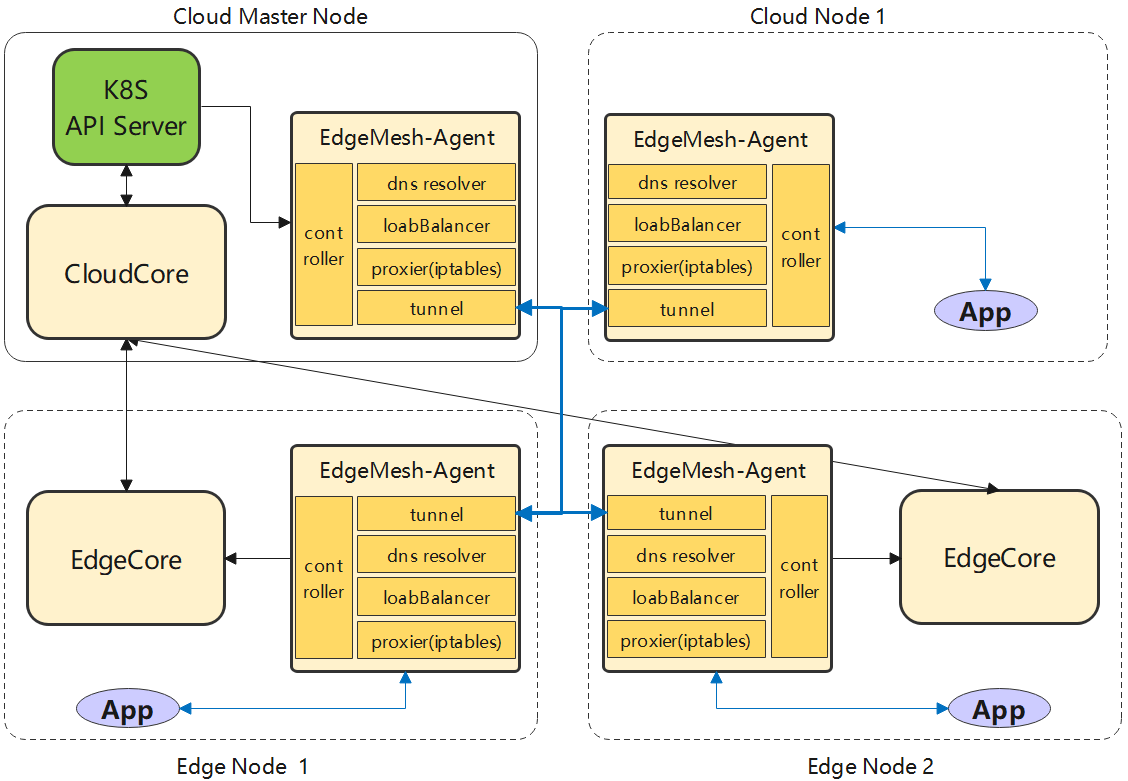 Cloud Master Node
K8S
API Server
CloudCore
EdgeMesh-Agent
cont
roller
dns resolver
loabBalancer
proxier(iptables)
tunnel
Cloud Node 1
EdgeMesh-Agent
dns resolver
loabBalancer
proxier(iptables)
tunnel
cont
roller
App
EdgeCore
EdgeMesh-Agent
cont
roller
tunnel
dns resolver
loabBalancer
proxier(iptables)
App
Edge Node 1
EdgeMesh-Agent
tunnel
dns resolver
loabBalancer
proxier(iptables)
cont
roller
EdgeCore
App
Edge Node 2